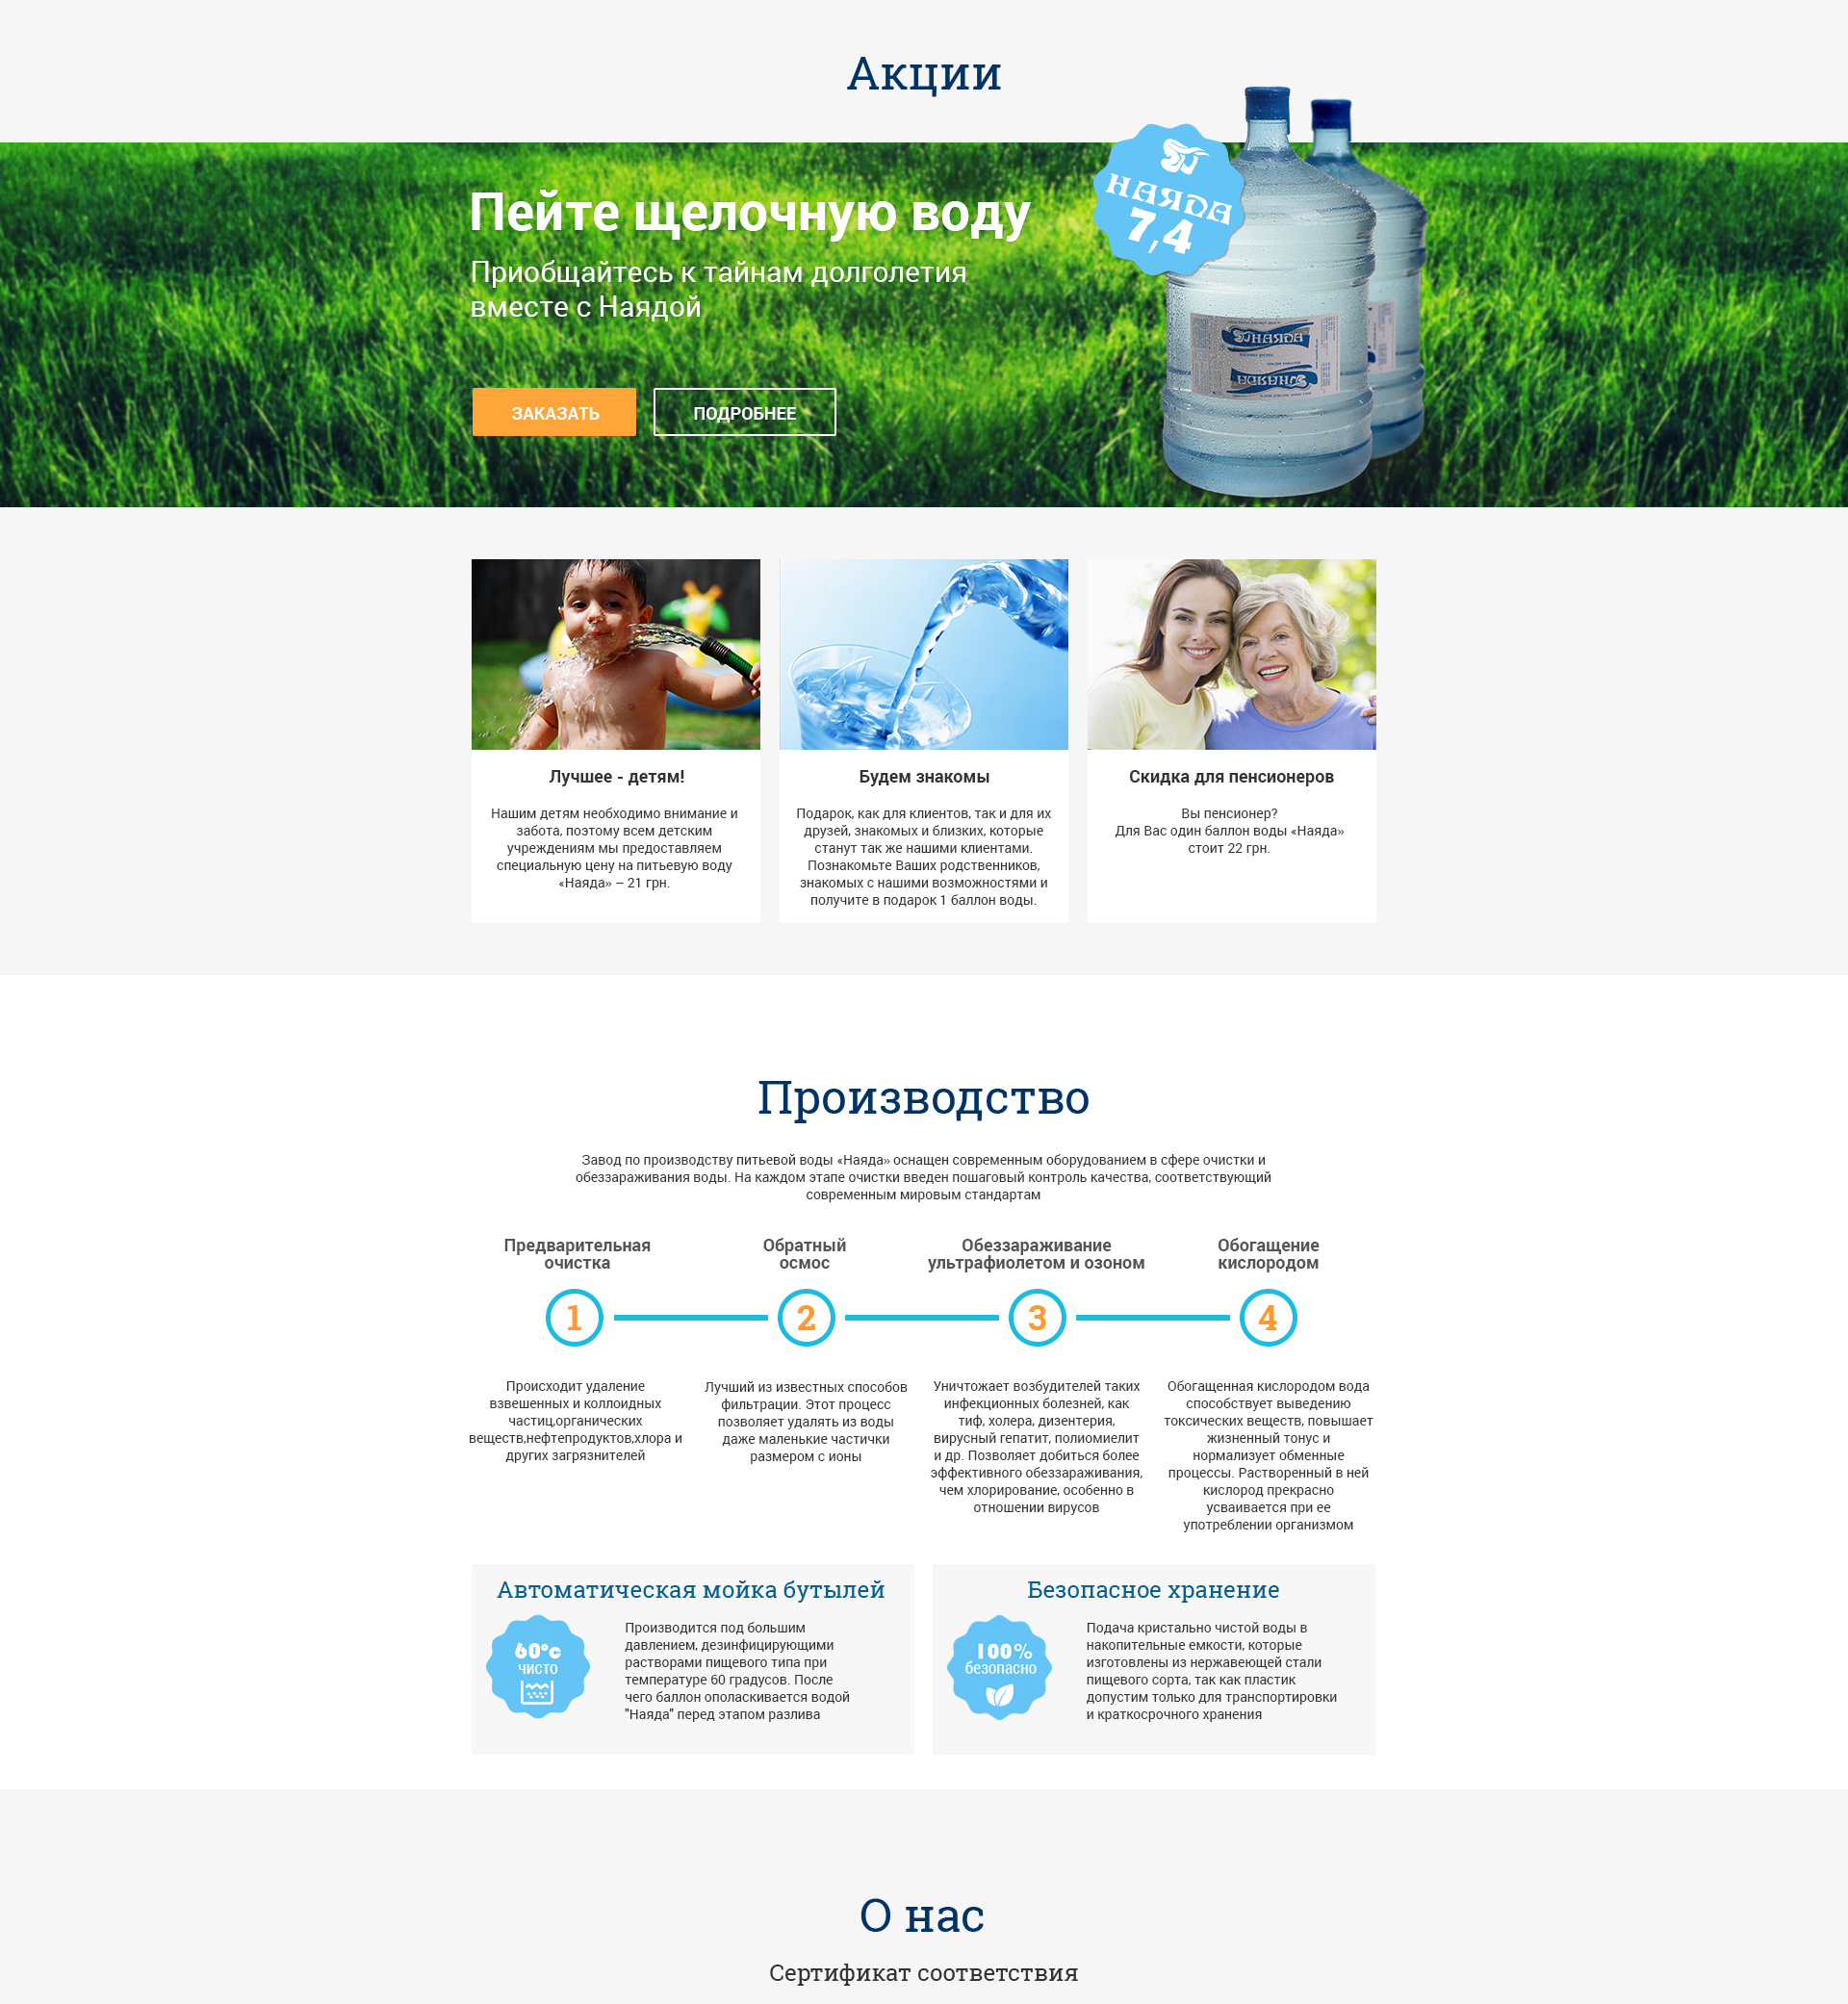 Акции
НАЯДА
7,4
Пейте щелочную воду
Приобщайтесь к тайнам долголетия
вместе с Наядой
НАЯДА
ЗАКАЗАТЬ
ПОДРОБНЕЕ
Лучшее - детям!
Нашим детям необходимо внимание и
забота, поэтому всем детским
учреждениям мы предоставляем
специальную цену на питьевую воду
«Наяда» – 21 грн.
Будем знакомы
Подарок, как для клиентов, так и для их
друзей, знакомых и близких, которые
станут так же нашими клиентами.
Познакомьте Ваших родственников,
знакомых с нашими возможностями и
получите в подарок 1 баллон воды.
Скидка для пенсионеров
Вы пенсионер?
Для Вас один баллон воды «Наяда»
стоит 22 грн.
Производство
Завод по производству питьевой воды «Наяда» оснащен современным оборудованием в сфере очистки и
обеззараживания воды. На каждом этапе очистки введен пошаговый контроль качества, соответствующий
современным мировым стандартам
Предварительная
очистка
1
Происходит удаление
взвешенных и коллоидных
частиц,органических
веществ,нефтепродуктов,хлора и
других загрязнителей
Обратный
осмос
2
Лучший из известных способов
фильтрации. Этот процесс
позволяет удалять из воды
даже маленькие частички
размером с ионы
Обеззараживание
ультрафиолетом и озоном
3
Уничтожает возбудителей таких
инфекционных болезней, как
тиф, холера, дизентерия,
вирусный гепатит, полиомиелит
и др. Позволяет добиться более
эффективного обеззараживания,
чем хлорирование, особенно в
отношении вирусов
Обогащение
кислородом
4
Обогащенная кислородом вода
способствует выведению
токсических веществ, повышает
жизненный тонус и
нормализует обменные
процессы. Растворенный в ней
кислород прекрасно
усваивается при ее
употреблении организмом
Автоматическая мойка бутылей
60°с
чисто
Производится под большим
давлением, дезинфицирующими
растворами пищевого типа при
температуре 60 градусов. После
чего баллон ополаскивается водой
"Наяда" перед этапом разлива
Безопасное хранение
100%
безопасно
Подача кристально чистой воды в
накопительные емкости, которые
изготовлены из нержавеющей стали
пищевого сорта, так как пластик
допустим только для транспортировки
и краткосрочного хранения
О нас
Сертификат соответствия